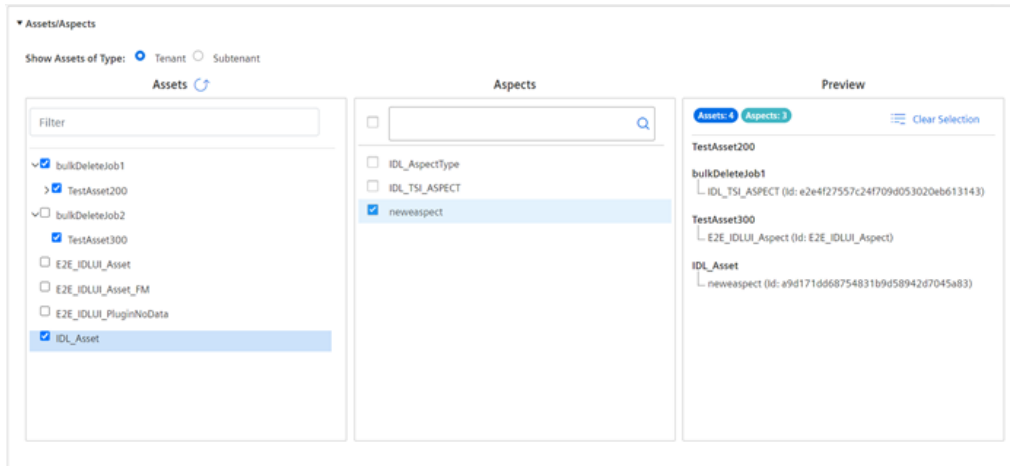 Assets/Aspects
Show Assets of Type: Tenant Subtenant
Assets
Filter
bulkDeleteJob1
TestAsset200
bulkDeleteJob2
TestAsset300
E2E_IDLUI_Asset
E2E_IDLUI_Asset_FM
E2E_IDLUI_PluginNoData
IDL_Asset
Aspects
IDL_AspectType
IDL_TSI_ASPECT
neweaspect
Preview
Assets: 4 Aspects: 3 Clear Selection
TestAsset200
bulkDeleteJob1
IDL_TSI_ASPECT (Id: e2e4f27557c24f709d053020eb613143)
TestAsset300
E2E_IDLUI_Aspect (Id: E2E_IDLUI_Aspect)
IDL_Asset
neweaspect (Id: a9d171dd68754831b9d58942d7045a83)